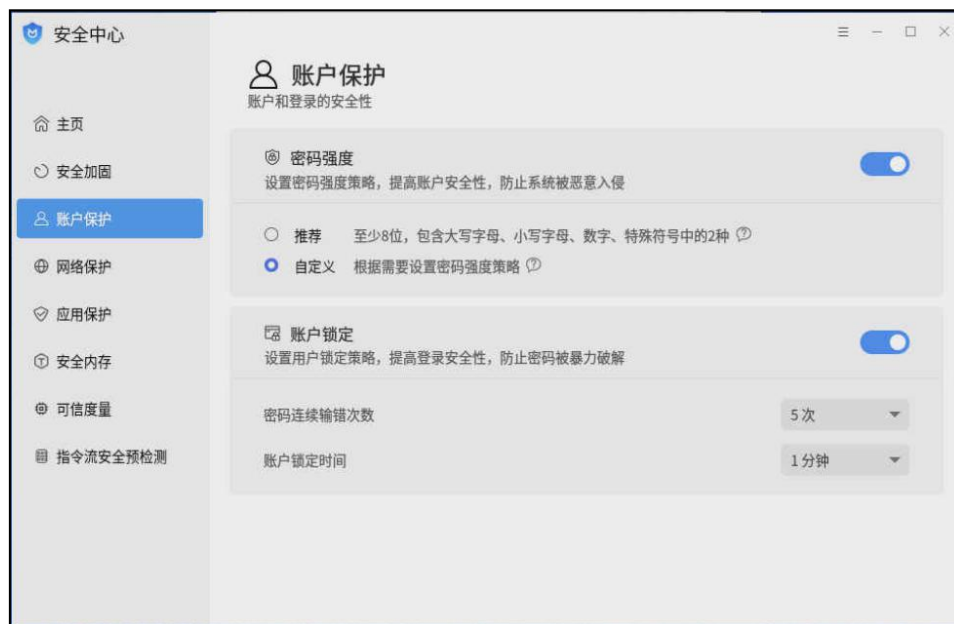 安全中心
账户保护
账户和登录的安全性
主页
安全加固
账户保护
网络保护
应用保护
安全内存
可信度量
指令流安全预检测
密码强度
设置密码强度策略，提高账户安全性，防止系统被恶意入侵
推荐 至少8位，包含大写字母、小写字母、数字、特殊符号中的2种
自定义 根据需要设置密码强度策略
账户锁定
设置用户锁定策略，提高登录安全性，防止密码被暴力破解
密码连续输错次数 5 次
账户锁定时间 1 分钟